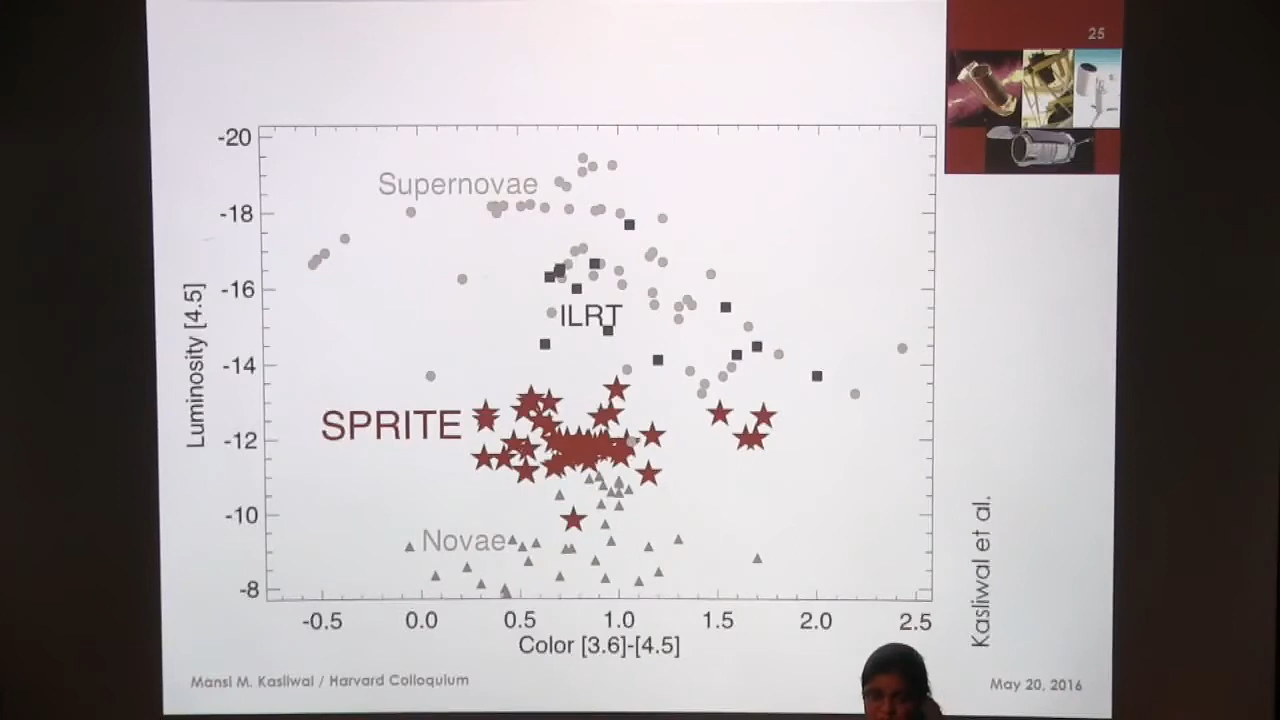 25
-20
Supernovae
-18
-16
ILRT
-14
SPRITE
-12
-10
Novae
-8
Luminosity [4.5]
-0.5 0.0 0.5 1.0 1.5 2.0 2.5
Color [3.6]-[4.5]
Kasliwal et al.
Mansi M. Kasliwal / Harvard Colloquium
May 20, 2016